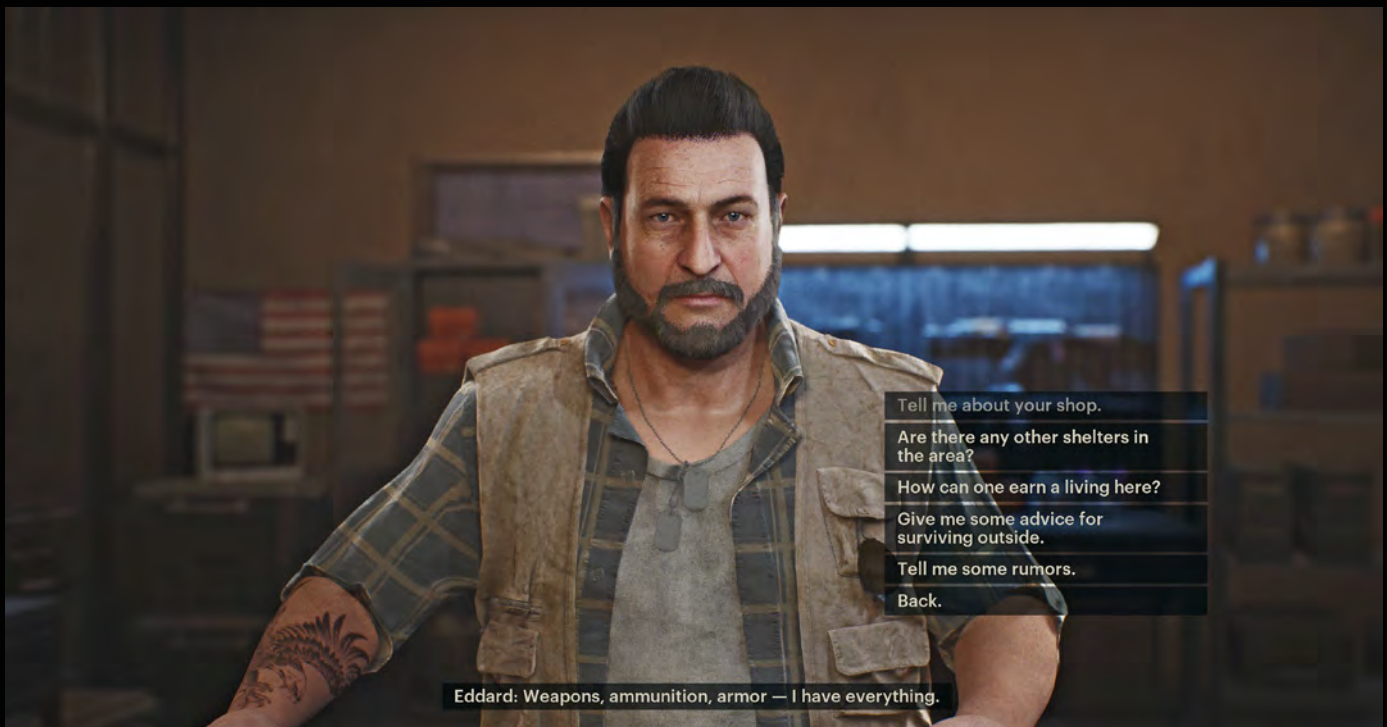 Tell me about your shop.
Are there any other shelters in
the area?
How can one earn a living here?
Give me some advice for
surviving outside.
Tell me some rumors.
Back.
Eddard: Weapons, ammunition, armor — I have everything.